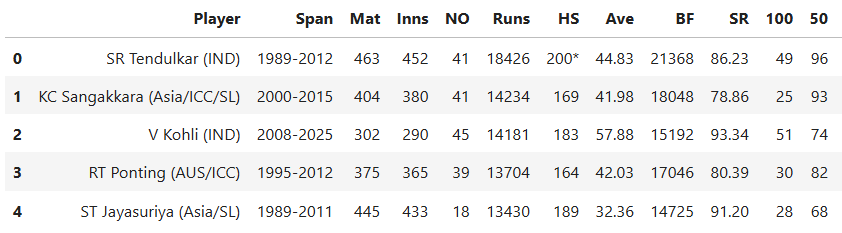 Player Span Mat Inns NO Runs HS Ave BF SR 100 50
0 SR Tendulkar (IND) 1989-2012 463 452 41 18426 200* 44.83 21368 86.23 49 96
1 KC Sangakkara (Asia/ICC/SL) 2000-2015 404 380 41 14234 169 41.98 18048 78.86 25 93
2 V Kohli (IND) 2008-2025 302 290 45 14181 183 57.88 15192 93.34 51 74
3 RT Ponting (AUS/ICC) 1995-2012 375 365 39 13704 164 42.03 17046 80.39 30 82
4 ST Jayasuriya (Asia/SL) 1989-2011 445 433 18 13430 189 32.36 14725 91.20 28 68